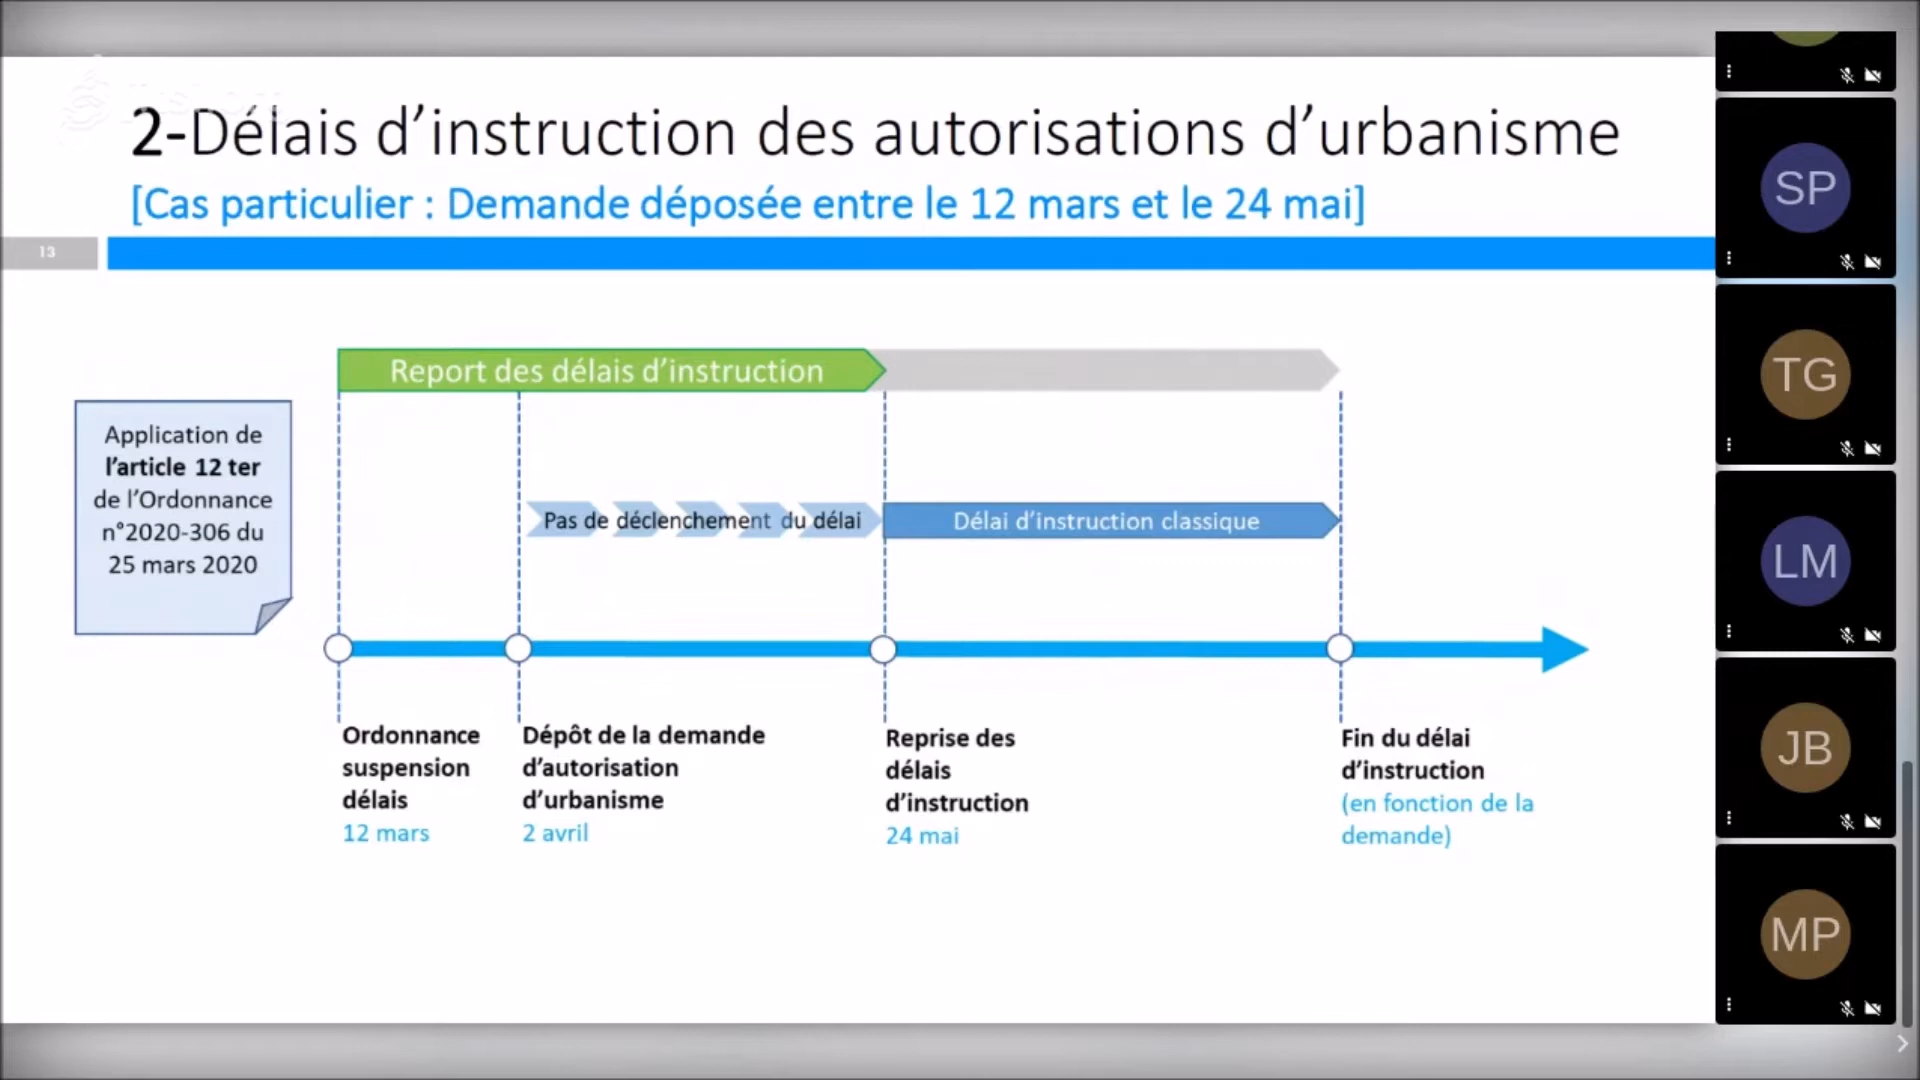 2-Délais d’instruction des autorisations d’urbanisme
[Cas particulier : Demande déposée entre le 12 mars et le 24 mai]
13
Report des délais d’instruction
Application de
l’article 12 ter
de l’Ordonnance
n°2020-306 du
25 mars 2020
Pas de déclenchement du délai
Délai d’instruction classique
Ordonnance
suspension
délais
12 mars
Dépôt de la demande
d’autorisation
d’urbanisme
2 avril
Reprise des
délais
d’instruction
24 mai
Fin du délai
d’instruction
(en fonction de la
demande)
SP
TG
LM
JB
MP